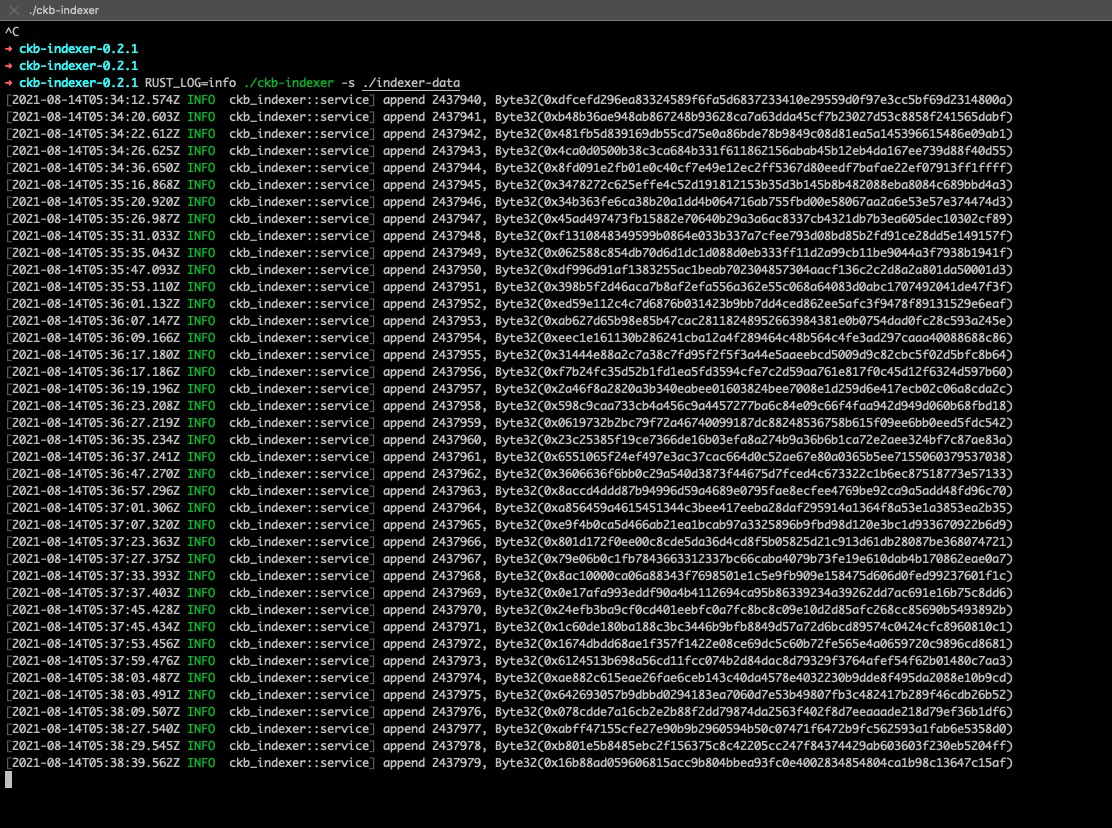 ./ckb-indexer
^C
→ ckb-indexer-0.2.1
→ ckb-indexer-0.2.1
→ ckb-indexer-0.2.1 RUST_LOG=info ./ckb-indexer -s ./indexer-data
[2021-08-14T05:34:12.574Z INFO  ckb_indexer::service] append 2437940, Byte32(0xdfcefd296ea83324589f6fa5d6837233410e29559d0f97e3cc5bf69d2314800a)
[2021-08-14T05:34:20.603Z INFO  ckb_indexer::service] append 2437941, Byte32(0xb48b36ae948ab867248b93628ca7a63dda45cf7b23027d53c8858f241565dabf)
[2021-08-14T05:34:22.612Z INFO  ckb_indexer::service] append 2437942, Byte32(0x481fb5d839169db55cd75e0a86bde78b9849c08d81ea5a145396615486e09ab1)
[2021-08-14T05:34:26.625Z INFO  ckb_indexer::service] append 2437943, Byte32(0x4ca0d0500b38c3ca684b331f611862156abab45b12eb4da167ee739d88f40d55)
[2021-08-14T05:34:36.650Z INFO  ckb_indexer::service] append 2437944, Byte32(0x8fd091e2fb01e0c40cf7e49e12ec2ff5367d80eedf7bafae22ef07913ff1ffff)
[2021-08-14T05:35:16.868Z INFO  ckb_indexer::service] append 2437945, Byte32(0x3478272c625effe4c52d191812153b35d3b145b8b482088eba8084c689bbd4a3)
[2021-08-14T05:35:20.920Z INFO  ckb_indexer::service] append 2437946, Byte32(0x34b363fe6ca38b20a1dd4b064716ab755fbd00e58067aa2a6e53e57e374474d3)
[2021-08-14T05:35:26.987Z INFO  ckb_indexer::service] append 2437947, Byte32(0x45ad497473fb15882e70640b29a3a6ac8337cb4321db7b3ea605dec10302cf89)
[2021-08-14T05:35:31.033Z INFO  ckb_indexer::service] append 2437948, Byte32(0xf1310848349599b0864e033b337a7cfee793d08bd85b2fd91ce28dd5e149157f)
[2021-08-14T05:35:35.043Z INFO  ckb_indexer::service] append 2437949, Byte32(0x062588c854db70d6d1dc1d088d0eb333ff11d2a99cb11be9044a3f7938b1941f)
[2021-08-14T05:35:47.093Z INFO  ckb_indexer::service] append 2437950, Byte32(0xdf996d91af1383255ac1beab702304857304aacf136c2c2d8a2a801da50001d3)
[2021-08-14T05:35:53.110Z INFO  ckb_indexer::service] append 2437951, Byte32(0x398b5f2d46aca7b8af2efa556a362e55c068a64083d0abc1707492041de47f3f)
[2021-08-14T05:36:01.132Z INFO  ckb_indexer::service] append 2437952, Byte32(0xed59e112c4c7d6876b031423b9bb7dd4ced862ee5afc3f9478f89131529e6eaf)
[2021-08-14T05:36:07.147Z INFO  ckb_indexer::service] append 2437953, Byte32(0xab627d65b98e85b47cac28118248952663984381e0b0754dad0fc28c593a245e)
[2021-08-14T05:36:09.166Z INFO  ckb_indexer::service] append 2437954, Byte32(0xeec1e161130b286241cba12a4f289464c48b564c4fe3ad297caaa40088688c86)
[2021-08-14T05:36:17.180Z INFO  ckb_indexer::service] append 2437955, Byte32(0x31444e88a2c7a38c7fd95f2f5f3a44e5aaeebcd5009d9c82cbc5f02d5bfc8b64)
[2021-08-14T05:36:17.186Z INFO  ckb_indexer::service] append 2437956, Byte32(0xf7b24fc35d52b1fd1ea5fd3594cfe7c2d59aa761e817f0c45d12f6324d597b60)
[2021-08-14T05:36:19.196Z INFO  ckb_indexer::service] append 2437957, Byte32(0x2a46f8a2820a3b340eabee01603824bee7008e1d259d6e417ecb02c06a8cda2c)
[2021-08-14T05:36:23.208Z INFO  ckb_indexer::service] append 2437958, Byte32(0x598c9caa733cb4a456c9a4457277ba6c84e09c66f4faa942d949d060b68fbd18)
[2021-08-14T05:36:27.219Z INFO  ckb_indexer::service] append 2437959, Byte32(0x0619732b2bc79f72a46740099187dc88248536758b615f09ee6bb0eed5fdc542)
[2021-08-14T05:36:35.234Z INFO  ckb_indexer::service] append 2437960, Byte32(0x23c25385f19ce7366de16b03efa8a274b9a36b6b1ca72e2aee324bf7c87ae83a)
[2021-08-14T05:36:37.241Z INFO  ckb_indexer::service] append 2437961, Byte32(0x6551065f24ef497e3ac37cac664d0c52ae67e80a0365b5ee7155060379537038)
[2021-08-14T05:36:47.270Z INFO  ckb_indexer::service] append 2437962, Byte32(0x3606636f6bb0c29a540d3873f44675d7fced4c673322c1b6ec87518773e57133)
[2021-08-14T05:36:57.296Z INFO  ckb_indexer::service] append 2437963, Byte32(0x8accd4ddd87b94996d59a4689e0795fae8ecfee4769be92ca9a5add48fd96c70)
[2021-08-14T05:37:01.306Z INFO  ckb_indexer::service] append 2437964, Byte32(0xa856459a4615451344c3bee417eeba28daf295914a1364f8a53e1a3853ea2b35)
[2021-08-14T05:37:07.320Z INFO  ckb_indexer::service] append 2437965, Byte32(0xe9f4b0ca5d466ab21ea1bcab97a3325896b9fbd98d120e3bc1d933670922b6d9)
[2021-08-14T05:37:23.363Z INFO  ckb_indexer::service] append 2437966, Byte32(0x801d172f0ee00c8cde5da36d4cd8f5b05825d21c913d61db28087be368074721)
[2021-08-14T05:37:27.375Z INFO  ckb_indexer::service] append 2437967, Byte32(0x79e06b0c1fb7843663312337bc66caba4079b73fe19e610dab4b170862eae0a7)
[2021-08-14T05:37:33.393Z INFO  ckb_indexer::service] append 2437968, Byte32(0x8ac10000ca06a88343f7698501e1c5e9fb909e158475d606d0fed99237601f1c)
[2021-08-14T05:37:37.403Z INFO  ckb_indexer::service] append 2437969, Byte32(0x0e17afa993eddf90a4b4112694ca95b86339234a39262dd7ac691e16b75c8dd6)
[2021-08-14T05:37:45.428Z INFO  ckb_indexer::service] append 2437970, Byte32(0x24efb3ba9cf0cd401eebfc0a7fc8bc8c09e10d2d85afc268cc85690b5493892b)
[2021-08-14T05:37:45.434Z INFO  ckb_indexer::service] append 2437971, Byte32(0x1c60de180ba188c3bc3446b9bfb8849d57a72d6bcd89574c0424cfc8960810c1)
[2021-08-14T05:37:53.456Z INFO  ckb_indexer::service] append 2437972, Byte32(0x1674dbdd68ae1f357f1422e08ce69dc5c60b72fe565e4a0659720c9896cd8681)
[2021-08-14T05:37:59.476Z INFO  ckb_indexer::service] append 2437973, Byte32(0x6124513b698a56cd11fcc074b2d84dac8d79329f3764afef54f62b01480c7aa3)
[2021-08-14T05:38:03.487Z INFO  ckb_indexer::service] append 2437974, Byte32(0xae882c615eae26fae6ceb143c40da4578e4032230b9dde8f495da2088e10b9cd)
[2021-08-14T05:38:03.491Z INFO  ckb_indexer::service] append 2437975, Byte32(0x642693057b9dbbd0294183ea7060d7e53b49807fb3c482417b289f46cdb26b52)
[2021-08-14T05:38:09.507Z INFO  ckb_indexer::service] append 2437976, Byte32(0x078cdde7a16cb2e2b88f2dd79874da2563f402f8d7eeaaade218d79ef36b1df6)
[2021-08-14T05:38:27.540Z INFO  ckb_indexer::service] append 2437977, Byte32(0xabff47155cfe27e90b9b2960594b50c07471f6472b9fc562593a1fab6e5358d0)
[2021-08-14T05:38:29.545Z INFO  ckb_indexer::service] append 2437978, Byte32(0xb801e5b8485ebc2f156375c8c42205cc247f84374429ab603603f230eb5204ff)
[2021-08-14T05:38:39.562Z INFO  ckb_indexer::service] append 2437979, Byte32(0x16b88ad059606815acc9b804bbea93fc0e4002834854804ca1b98c13647c15af)